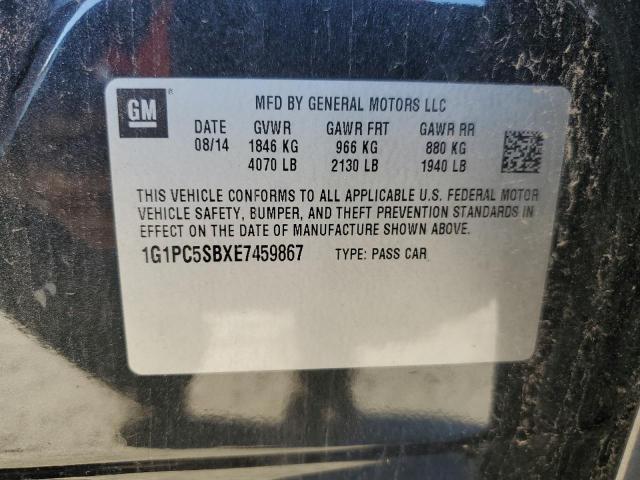 GM®
MFD BY GENERAL MOTORS LLC
DATE GVWR GAWR FRT GAWR RR
08/14 1846 KG 966 KG 880 KG
4070 LB 2130 LB 1940 LB
THIS VEHICLE CONFORMS TO ALL APPLICABLE U.S. FEDERAL MOTOR
VEHICLE SAFETY, BUMPER, AND THEFT PREVENTION STANDARDS IN
EFFECT ON THE DATE OF MANUFACTURE SHOWN ABOVE.
1G1PC5SBXE7459867 TYPE: PASS CAR